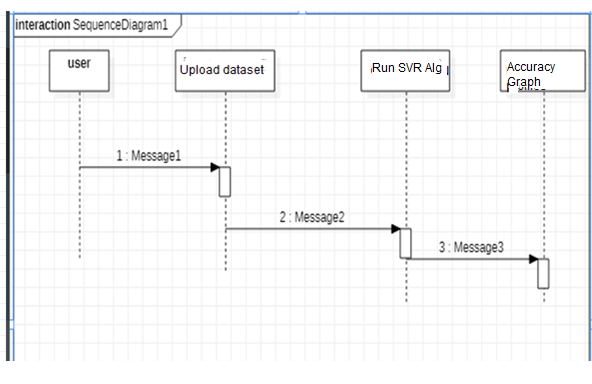 interaction SequenceDiagram1
user
Upload dataset
Run SVR Alg
Accuracy
Graph
1 : Message1
2 : Message2
3 : Message3